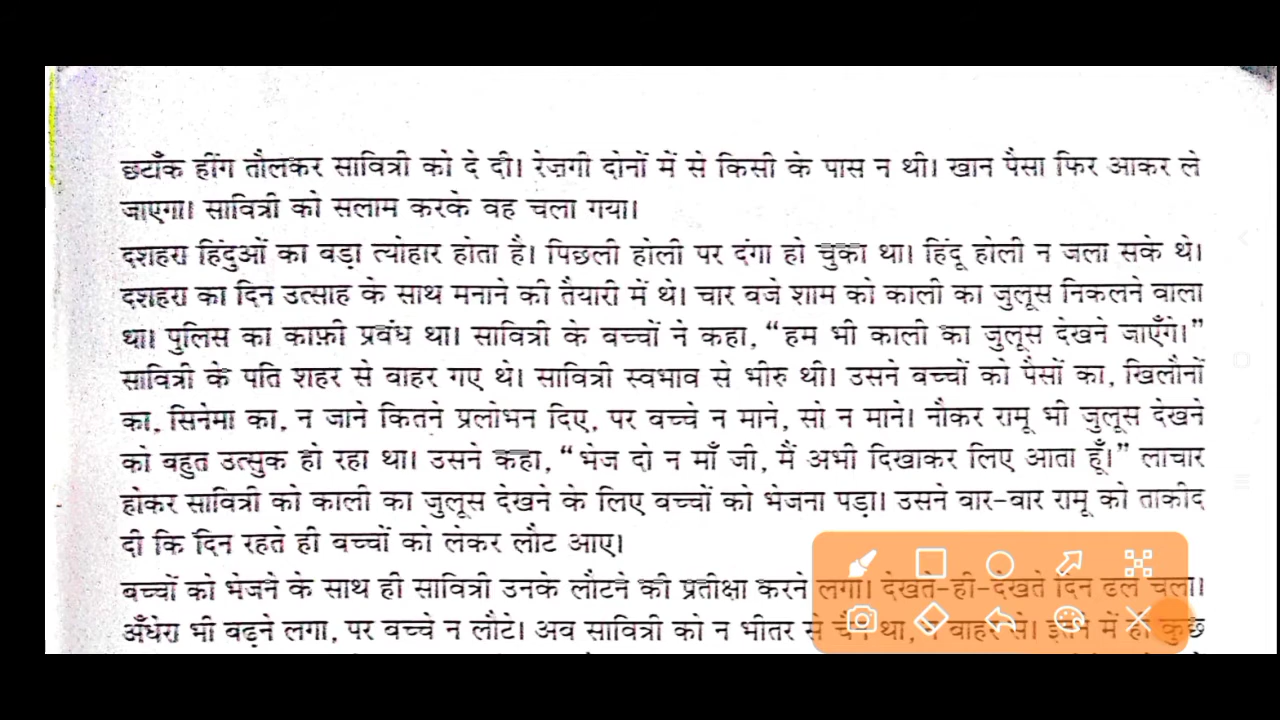 छटाँक हींग तौलकर सावित्री को दे दी। रेज़गी दोनों में से किसी के पास न थी। खान पैसा फिर आकर ले
जाएगा। सावित्री को सलाम करके वह चला गया।
दशहरा हिंदुओं का बड़ा त्योहार होता है। पिछली होली पर दंगा हो चुका था। हिंदू होली न जला सके थे।
दशहरा का दिन उत्साह के साथ मनाने की तैयारी में थे। चार बजे शाम को काली का जुलूस निकलने वाला
था। पुलिस का काफ़ी प्रबंध था। सावित्री के बच्चों ने कहा, “हम भी काली का जुलूस देखने जाएँगे।”
सावित्री के पति शहर से बाहर गए थे। सावित्री स्वभाव से भीरु थी। उसने बच्चों को पैसों का, खिलौनों
का, सिनेमा का, न जाने कितने प्रलोभन दिए, पर बच्चे न माने, सो न माने। नौकर रामू भी जुलूस देखने
को बहुत उत्सुक हो रहा था। उसने कहा, “भेज दो न माँ जी, मैं अभी दिखाकर लिए आता हूँ।” लाचार
होकर सावित्री को काली का जुलूस देखने के लिए बच्चों को भेजना पड़ा। उसने बार-बार रामू को ताकीद
दी कि दिन रहते ही बच्चों को लेकर लौट आए।
बच्चों को भेजने के साथ ही सावित्री उनके लौटने की प्रतीक्षा करने लगी। देखते-ही-देखते दिन ढल चला।
अँधेरा भी बढ़ने लगा, पर बच्चे न लौटे। अब सावित्री को न भीतर से चैन था, न बाहर से। इतने में ही कुछ